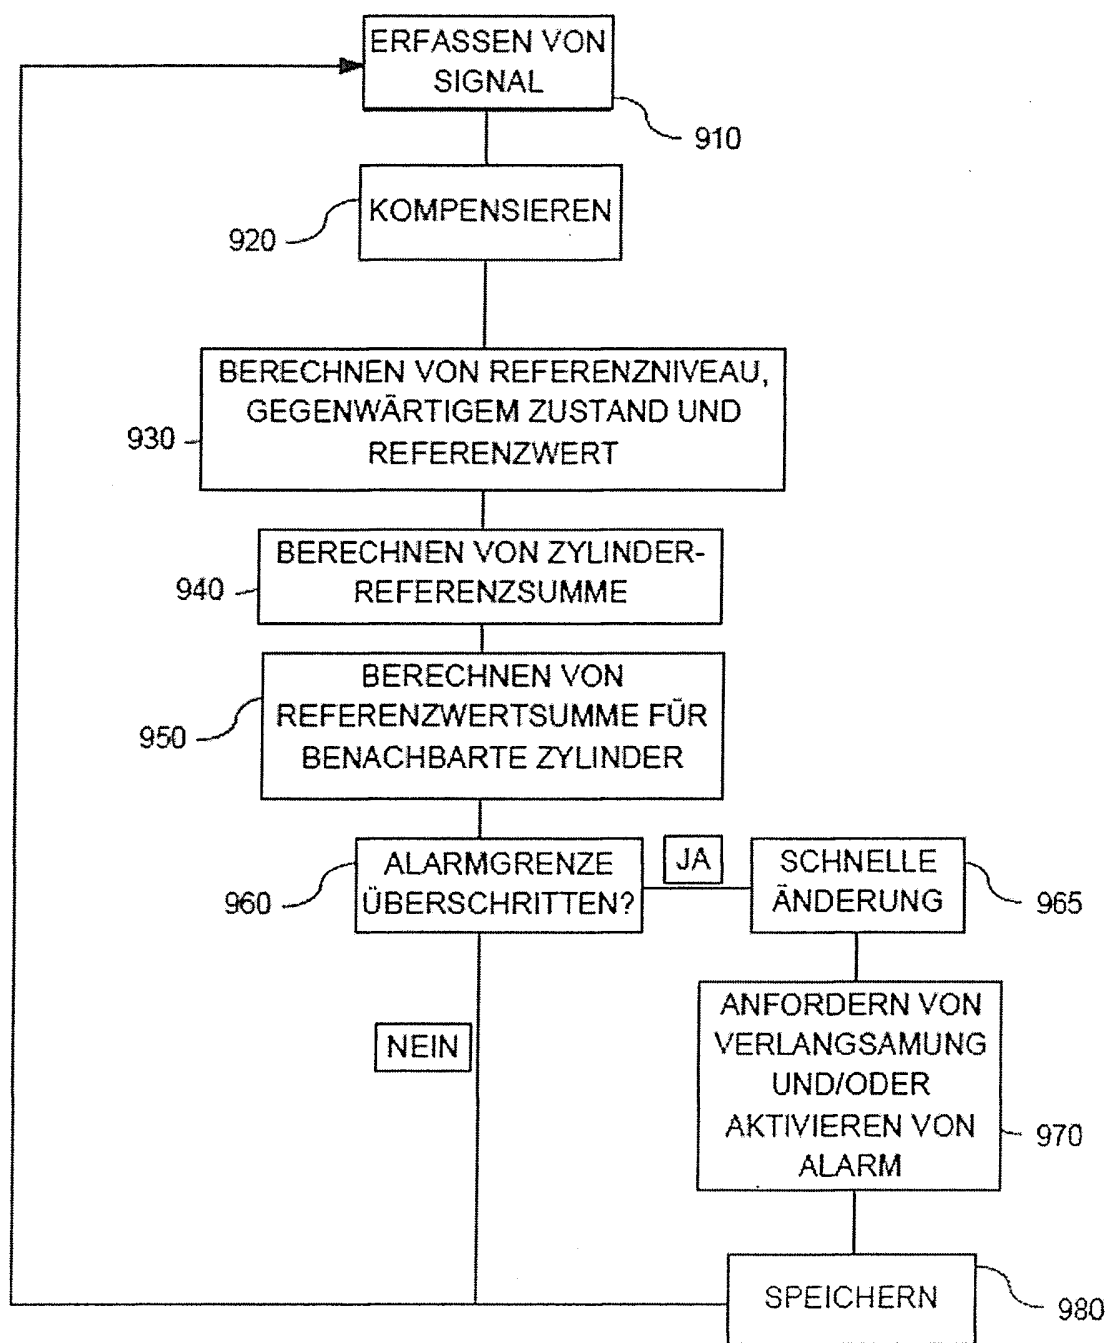 ERFASSEN VON
SIGNAL
910
KOMPENSIEREN
920
BERECHNEN VON REFERENZNIVEAU,
GEGENWÄRTIGEM ZUSTAND UND
REFERENZWERT
930
BERECHNEN VON ZYLINDER-
REFERENZSUMME
940
BERECHNEN VON
REFERENZWERTSUMME FÜR
BENACHBARTE ZYLINDER
950
ALARMGRENZE
ÜBERSCHRITTEN?
960
JA
SCHNELLE
ÄNDERUNG
965
NEIN
ANFORDERN VON
VERLANGSAMUNG
UND/ODER
AKTIVIEREN VON
ALARM
970
SPEICHERN
980